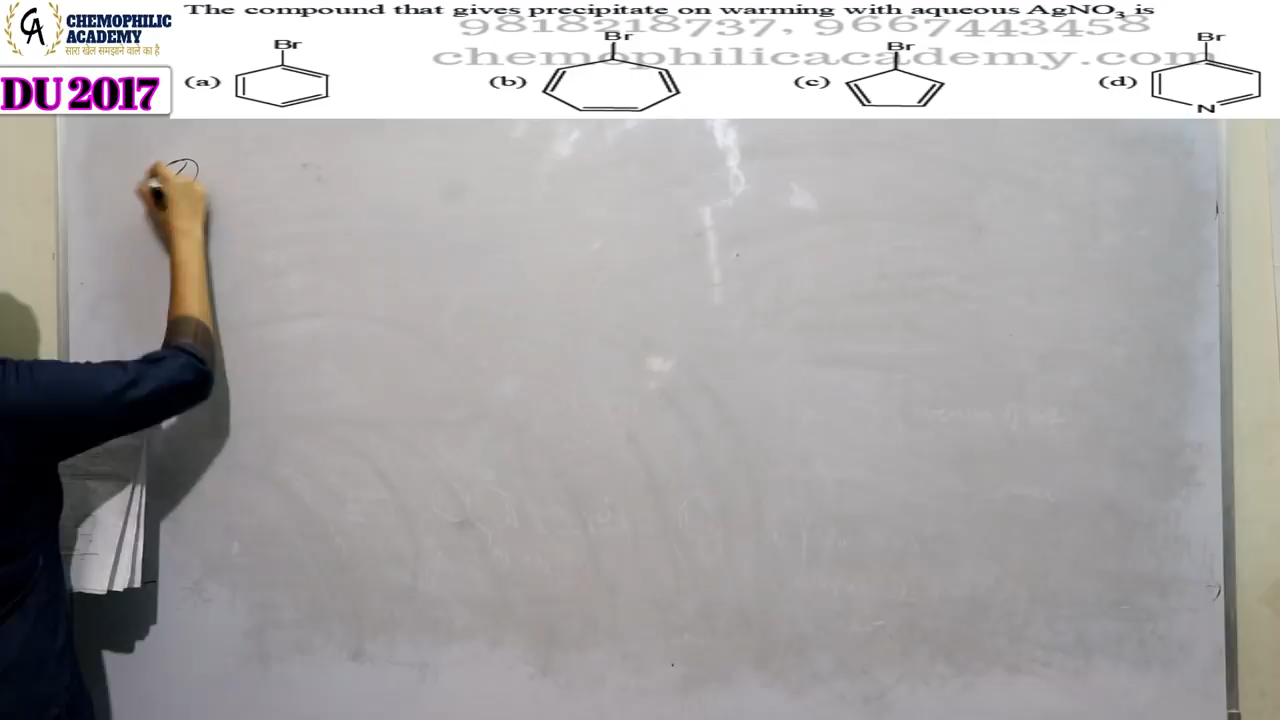 CHEMOPHILIC
ACADEMY
सारा खेल समझाने वाले का है
DU 2017
The compound that gives precipitate on warming with aqueous AgNO₃ is
9818218737, 9667443458
chemophilicacademy.com
(a) Br
(b) Br
(c) Br
(d) Br
N